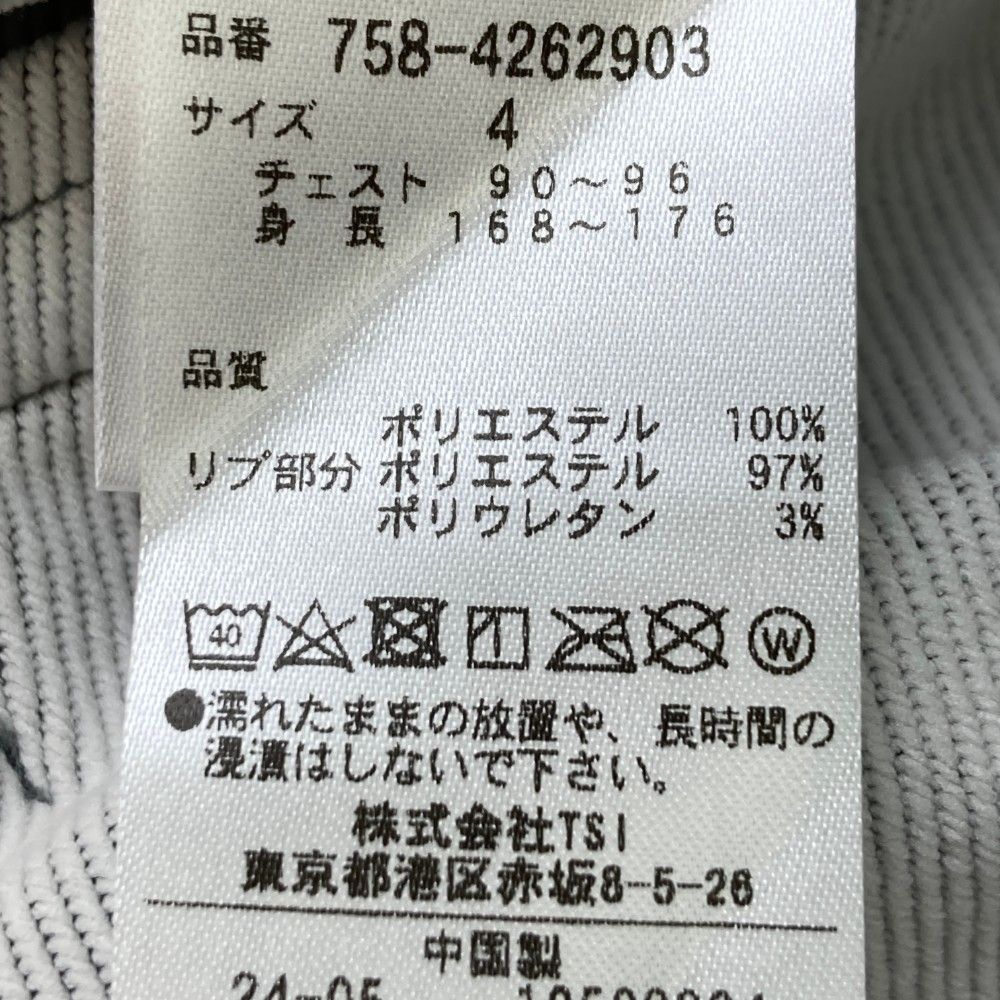 品番 758-4262903
サイズ 4
チェスト 90～96
身長 168～176
品質
ポリエステル 100%
リブ部分 ポリエステル 97%
ポリウレタン 3%
40 W
●濡れたままの放置や、長時間の
浸漬はしないで下さい。
株式会社TSI
東京都港区赤坂8-5-26
中国製
24-05